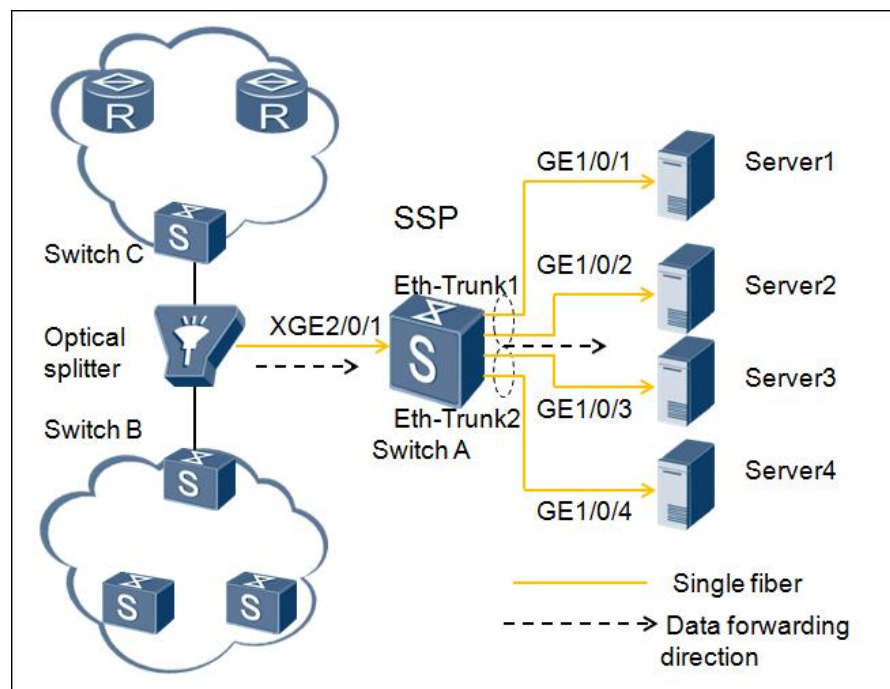 R
R
GE1/0/1
Server1
SSP
S
Switch C
Eth-Trunk1
GE1/0/2
Server2
Optical
splitter
XGE2/0/1
S
Server3
Switch B
Eth-Trunk2
GE1/0/3
Switch A
S
Server4
GE1/0/4
S
S
Single fiber
Data forwarding
direction